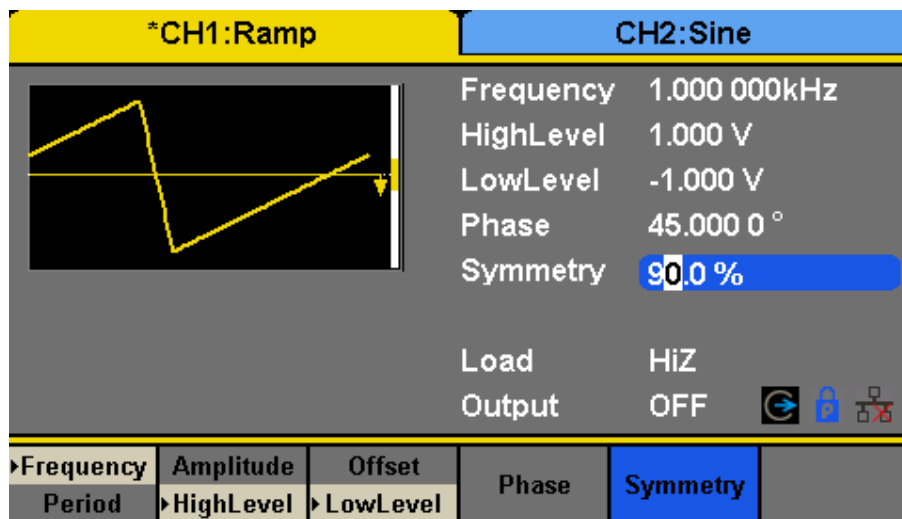 *CH1:Ramp CH2:Sine
Frequency 1.000 000kHz
HighLevel 1.000 V
LowLevel -1.000 V
Phase 45.000 0 °
Symmetry 90.0 %
Load HiZ
Output OFF P
Frequency Amplitude Offset Phase Symmetry
Period HighLevel LowLevel